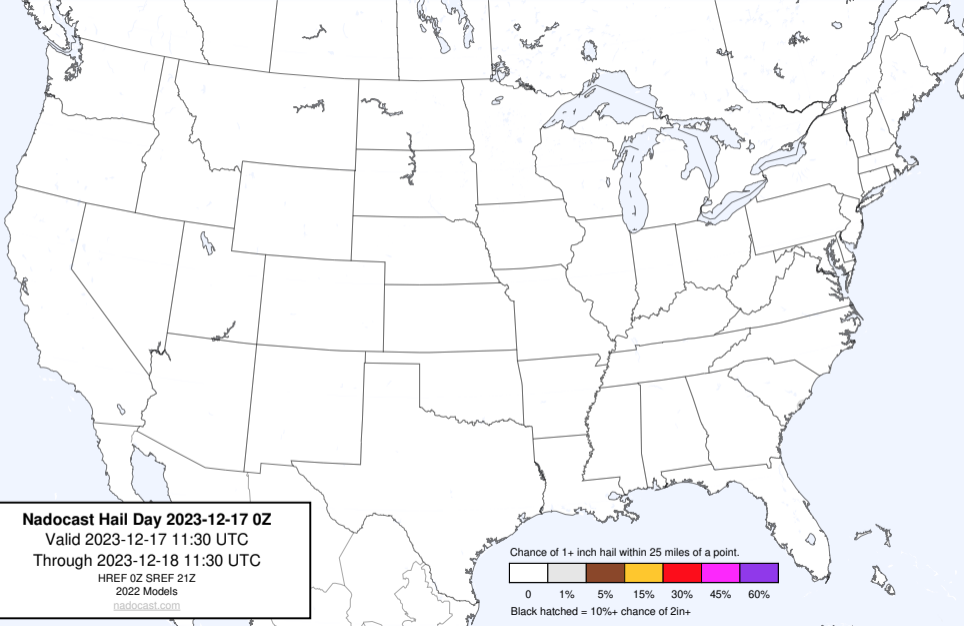 Nadocast Hail Day 2023-12-17 0Z
Valid 2023-12-17 11:30 UTC
Through 2023-12-18 11:30 UTC
HREF 0Z SREF 21Z
2022 Models
nadocast.com
Chance of 1+ inch hail within 25 miles of a point.
0 1% 5% 15% 30% 45% 60%
Black hatched = 10%+ chance of 2in+